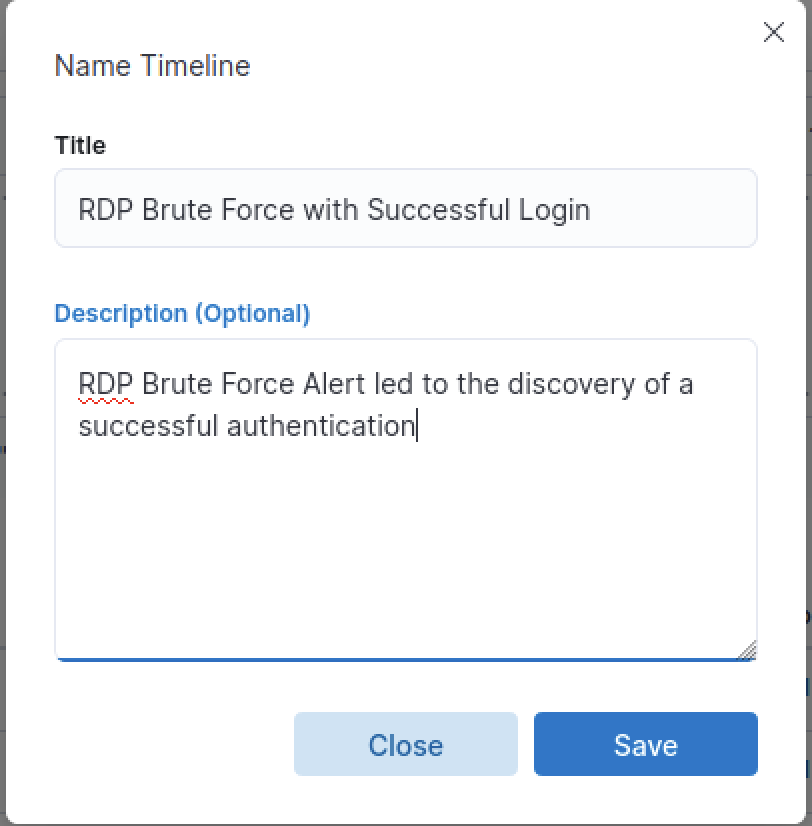 Name Timeline
Title
RDP Brute Force with Successful Login
Description (Optional)
RDP Brute Force Alert led to the discovery of a
successful authentication
Close
Save